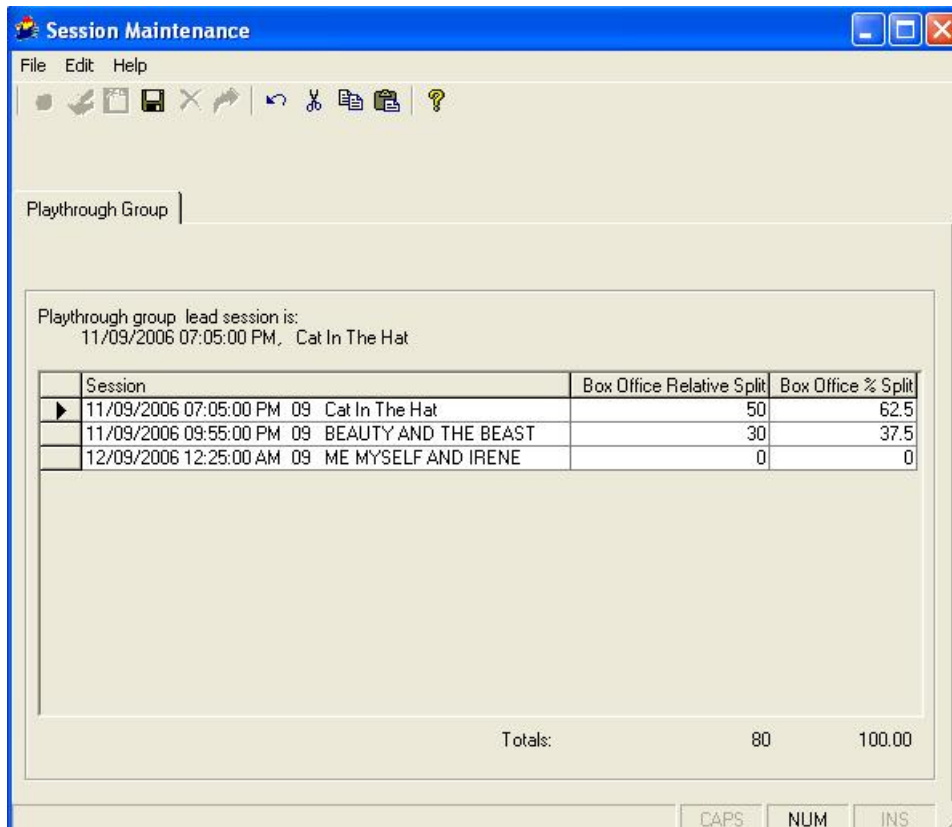 Session Maintenance
File Edit Help
Playthrough Group
Playthrough group lead session is:
11/09/2006 07:05:00 PM, Cat In The Hat
Session Box Office Relative Split Box Office % Split
11/09/2006 07:05:00 PM 09 Cat In The Hat 50 62.5
11/09/2006 09:55:00 PM 09 BEAUTY AND THE BEAST 30 37.5
12/09/2006 12:25:00 AM 09 ME MYSELF AND IRENE 0 0
Totals: 80 100.00
CAPS NUM INS